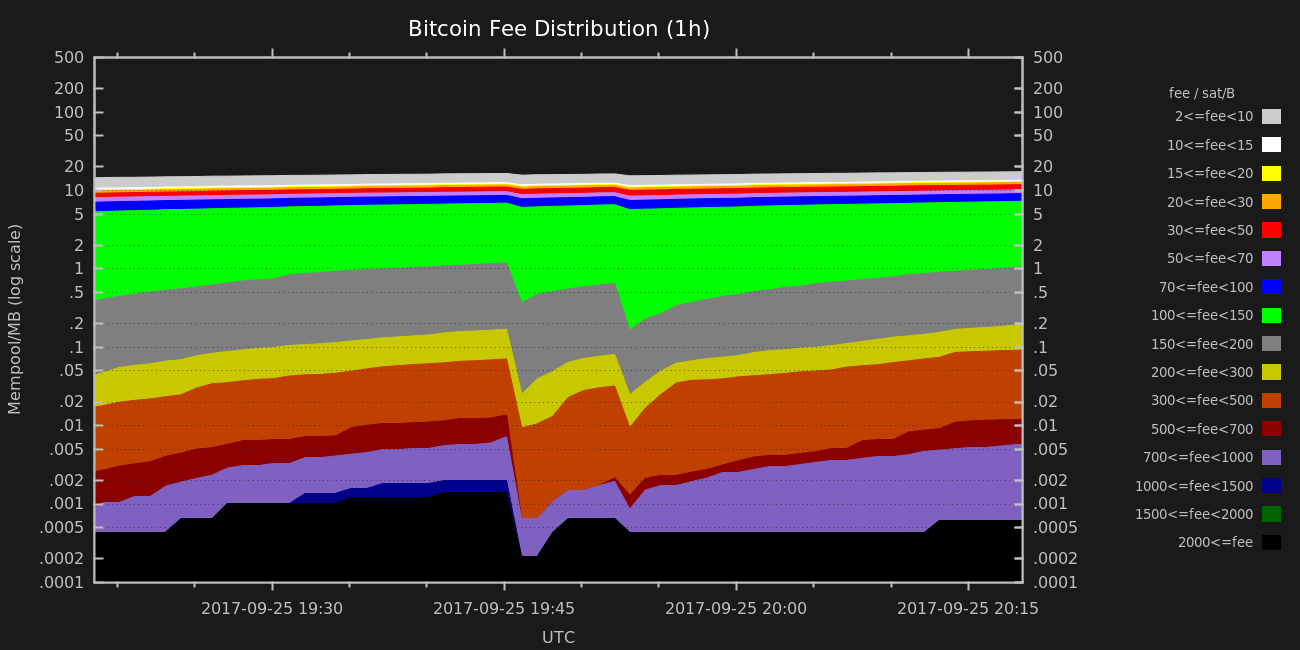 Bitcoin Fee Distribution (1h)
500
200
100
50
20
10
5
2
1
.5
.2
.1
.05
.02
.01
.005
.002
.001
.0005
.0002
.0001
Mempool/MB (log scale)
500
200
100
50
20
10
5
2
1
.5
.2
.1
.05
.02
.01
.005
.002
.001
.0005
.0002
.0001
2017-09-25 19:30 2017-09-25 19:45 2017-09-25 20:00 2017-09-25 20:15
UTC
fee / sat/B
2<=fee<10
10<=fee<15
15<=fee<20
20<=fee<30
30<=fee<50
50<=fee<70
70<=fee<100
100<=fee<150
150<=fee<200
200<=fee<300
300<=fee<500
500<=fee<700
700<=fee<1000
1000<=fee<1500
1500<=fee<2000
2000<=fee